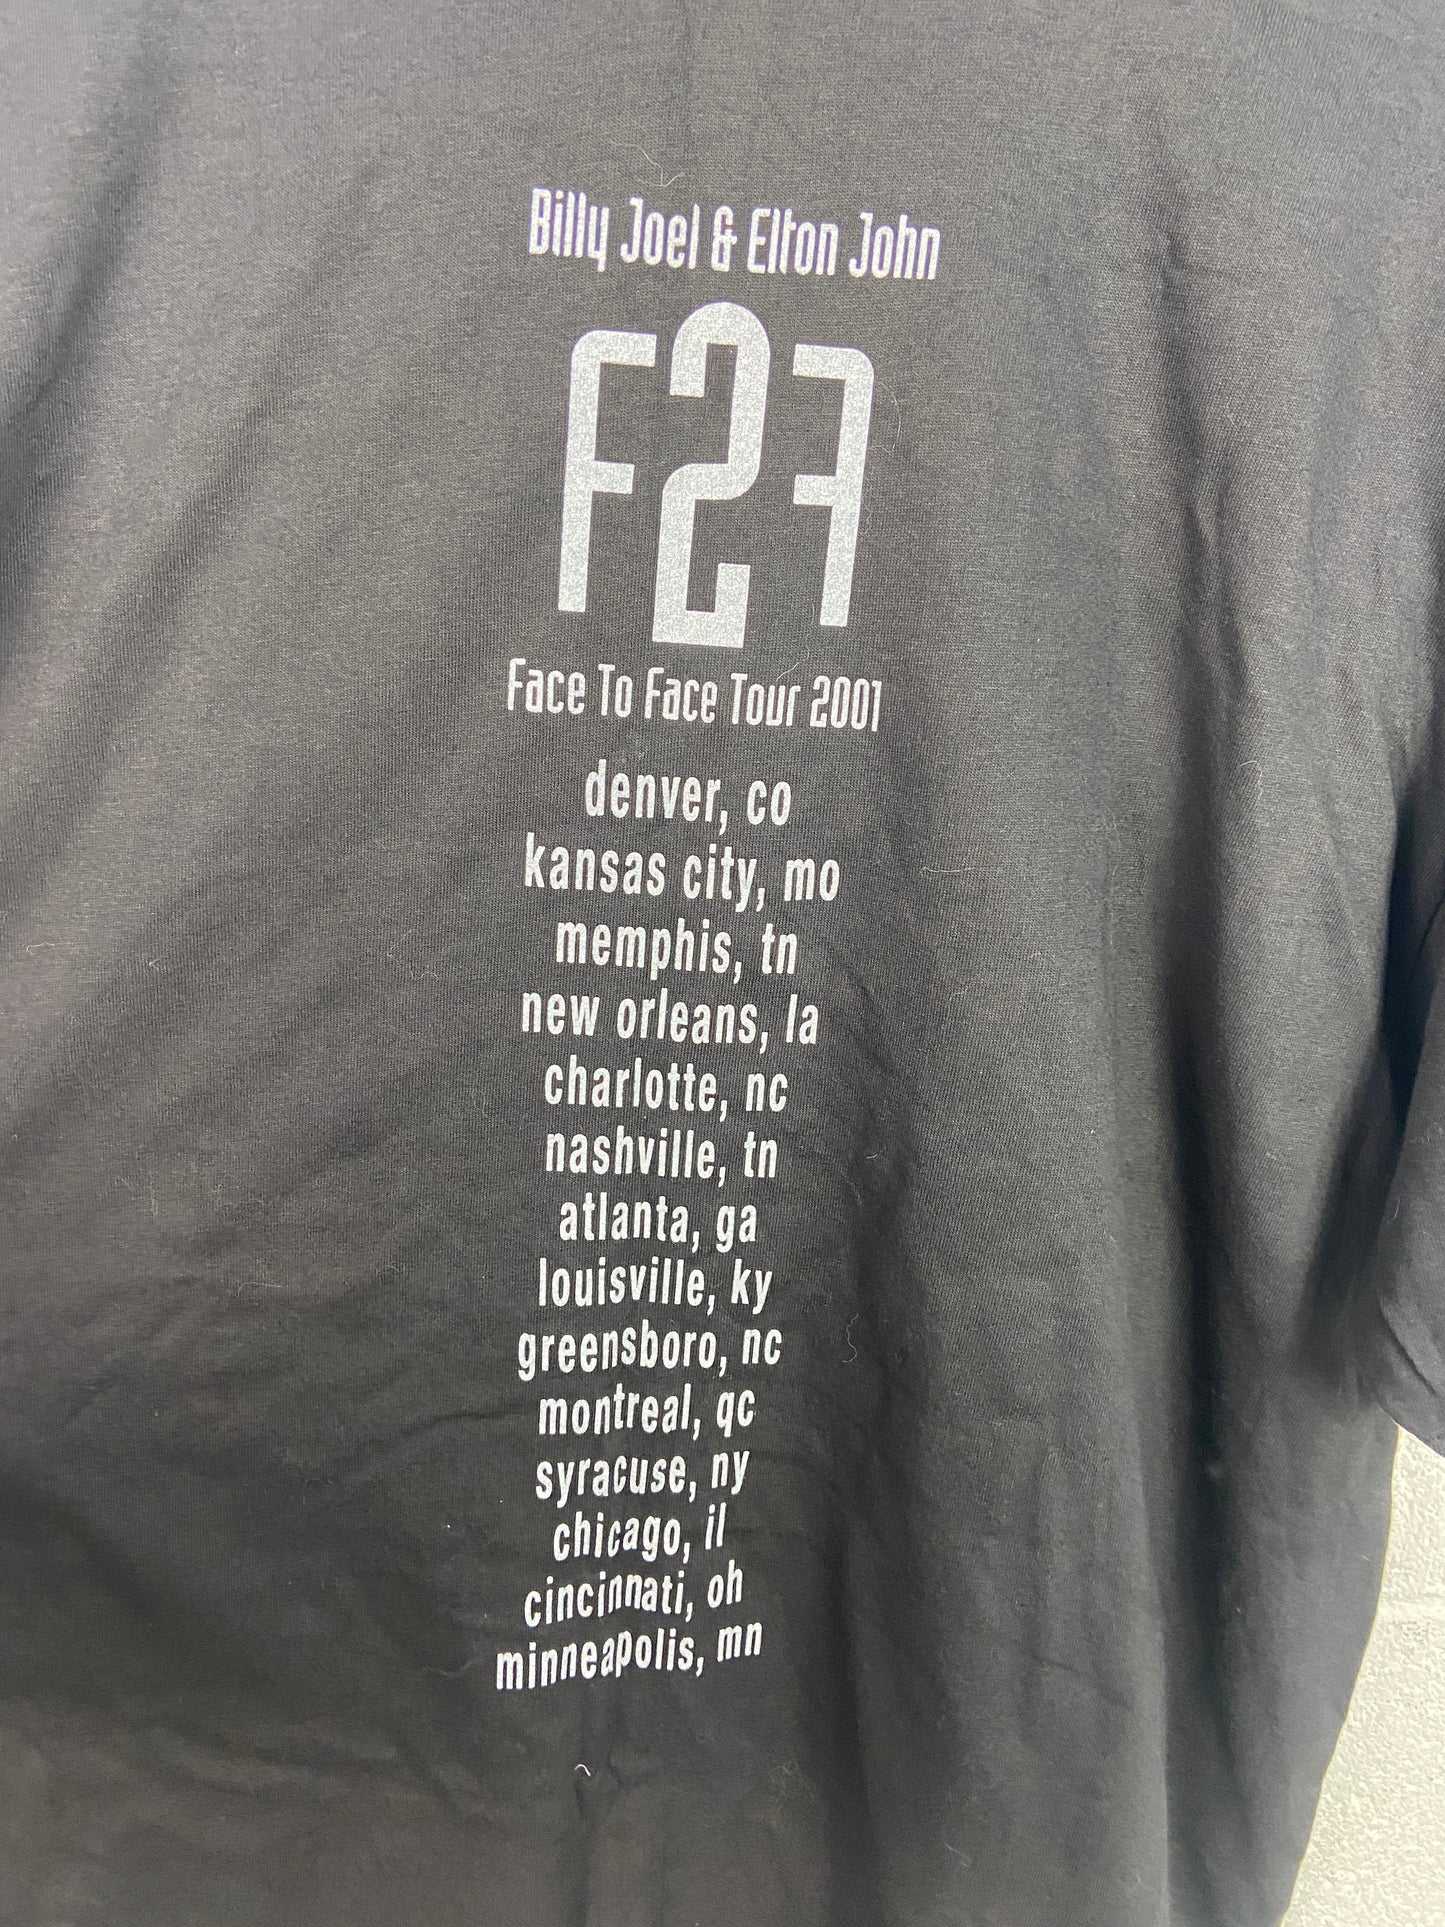 Billy Joel & Elton John
F2F
Face To Face Tour 2001
denver, co
kansas city, mo
memphis, tn
new orleans, la
charlotte, nc
nashville, tn
atlanta, ga
louisville, ky
greensboro, nc
montreal, qc
syracuse, ny
chicago, il
cincinnati, oh
minneapolis, mn